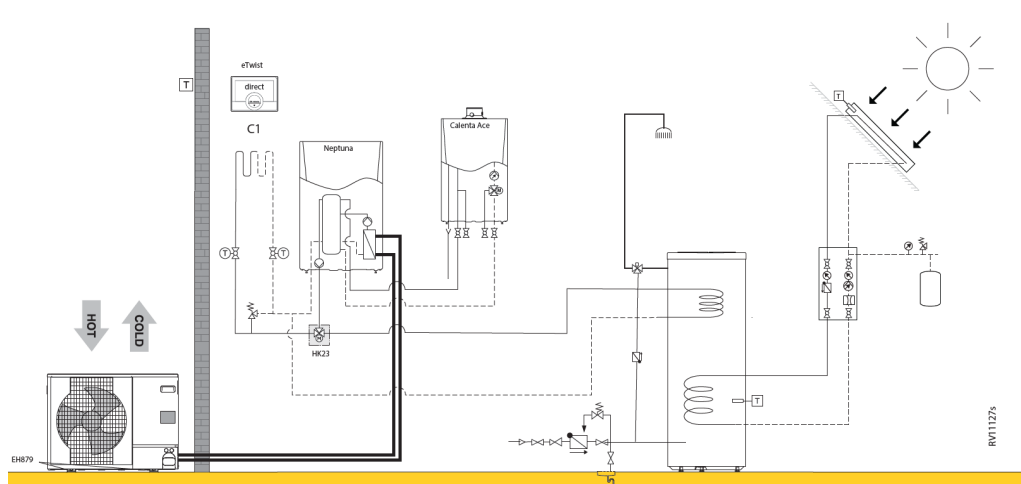 eTwist
direct
C1
T
Neptuna
Calenta Ace
T
T
T
HOT
COLD
M
HK23
M
T
EH879
RV11127s